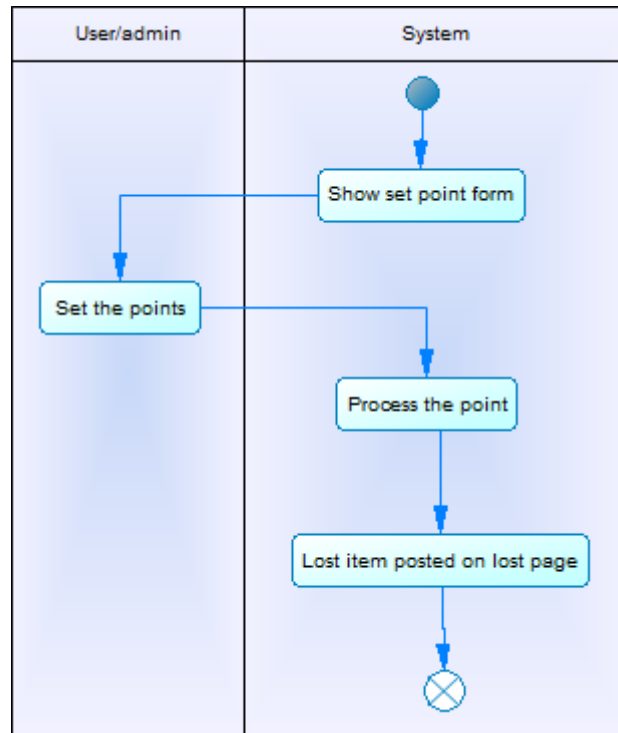 User/admin
System
Show set point form
Set the points
Process the point
Lost item posted on lost page